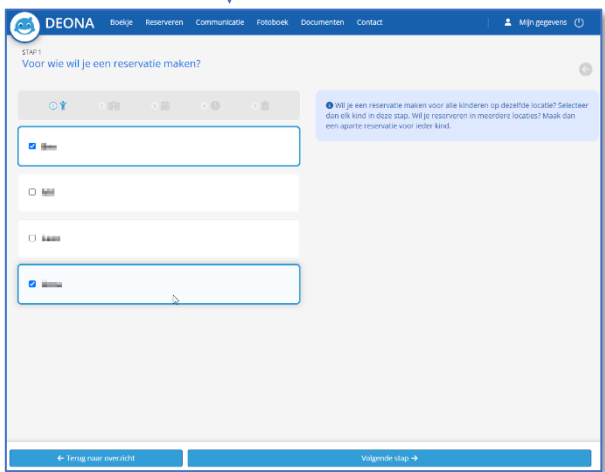 DEONA Boekje Reserveren Communicatie Fotoboek Documenten Contact Mijn gegevens
STAP 1
Voor wie wil je een reservatie maken?
Wil je een reservatie maken voor alle kinderen op dezelfde locatie? Selecteer
dan elk kind in deze stap. Wil je reserveren in meerdere locaties? Maak dan
een aparte reservatie voor ieder kind.
← Terug naar overzicht
Volgende stap →